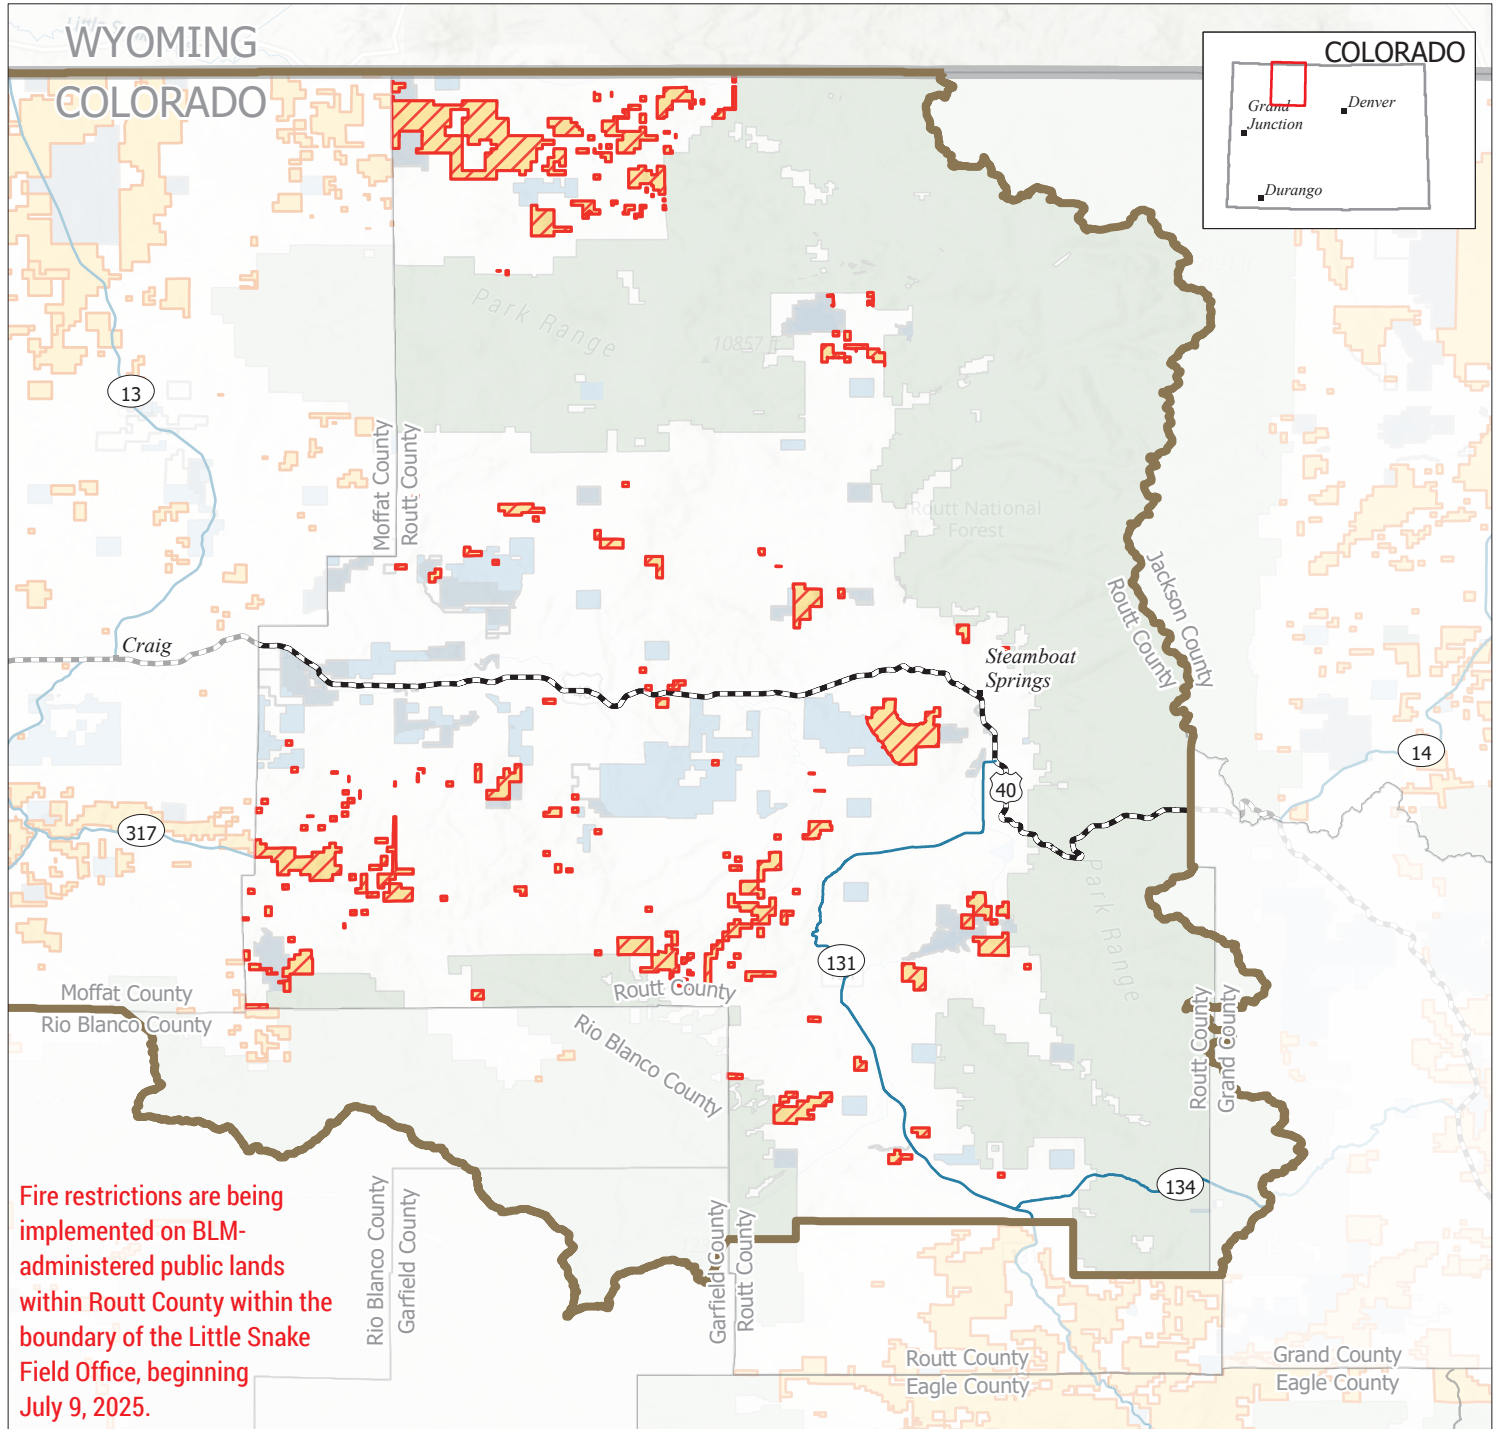 WYOMING
COLORADO
COLORADO
Grand
Junction
Denver
Durango
Park Range
10857
13
Moffat County
Routt County
Routt National
Forest
Jackson County
Routt County
Craig
Steamboat
Springs
14
40
317
Park Range
131
Moffat County
Rio Blanco County
Routt County
Rio Blanco County
Routt County
Grand County
134
Fire restrictions are being
implemented on BLM-
administered public lands
within Routt County within the
boundary of the Little Snake
Field Office, beginning
July 9, 2025.
Rio Blanco County
Garfield County
Garfield County
Routt County
Routt County
Eagle County
Grand County
Eagle County